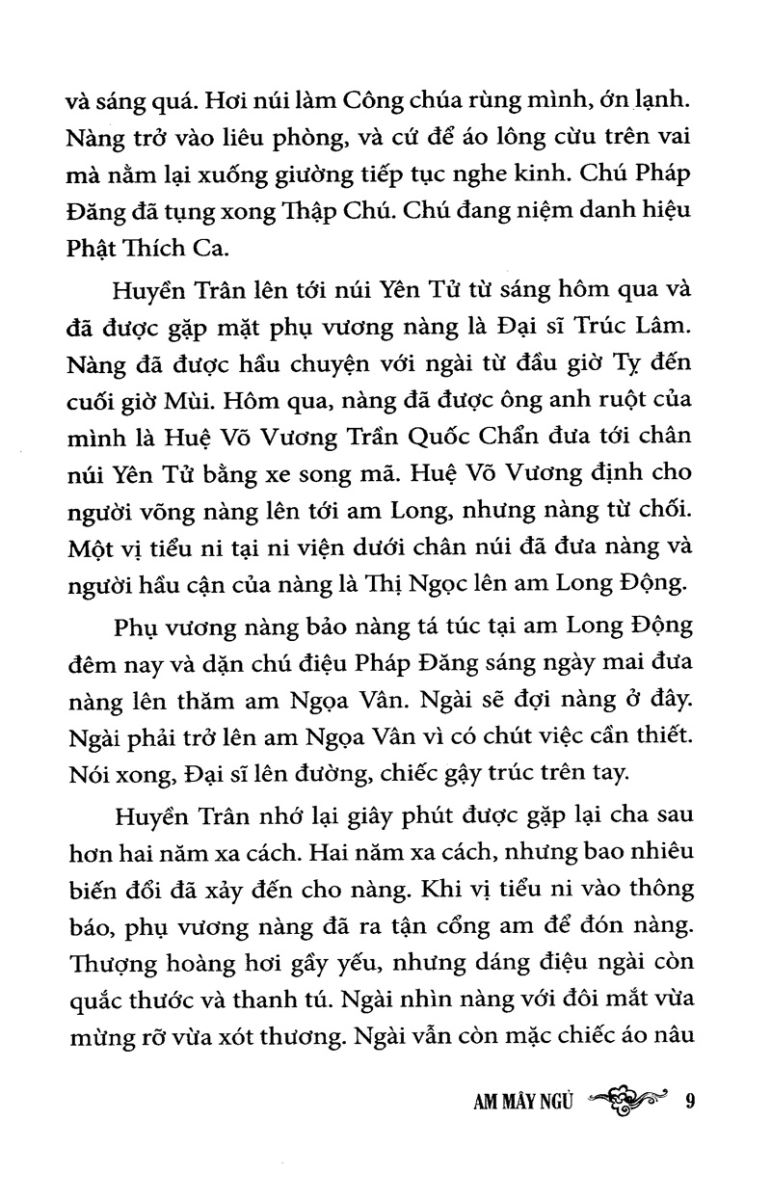 và sáng quá. Hơi núi làm Công chúa rùng mình, ớn lạnh.
Nàng trở vào liêu phòng, và cứ để áo lông cừu trên vai
mà nằm lại xuống giường tiếp tục nghe kinh. Chú Pháp
Đăng đã tụng xong Thập Chú. Chú đang niệm danh hiệu
Phật Thích Ca.
Huyền Trân lên tới núi Yên Tử từ sáng hôm qua và
đã được gặp mặt phụ vương nàng là Đại sĩ Trúc Lâm.
Nàng đã được hầu chuyện với ngài từ đầu giờ Tỵ đến
cuối giờ Mùi. Hôm qua, nàng đã được ông anh ruột của
mình là Huệ Võ Vương Trần Quốc Chẩn đưa tới chân
núi Yên Tử bằng xe song mã. Huệ Võ Vương định cho
người võng nàng lên tới am Long, nhưng nàng từ chối.
Một vị tiểu ni tại ni viện dưới chân núi đã đưa nàng và
người hầu cận của nàng là Thị Ngọc lên am Long Động.
Phụ vương nàng bảo nàng tá túc tại am Long Động
đêm nay và dặn chú điệu Pháp Đăng sáng ngày mai đưa
nàng lên thăm am Ngọa Vân. Ngài sẽ đợi nàng ở đây.
Ngài phải trở lên am Ngọa Vân vì có chút việc cần thiết.
Nói xong, Đại sĩ lên đường, chiếc gậy trúc trên tay.
Huyền Trân nhớ lại giây phút được gặp lại cha sau
hơn hai năm xa cách. Hai năm xa cách, nhưng bao nhiêu
biến đổi đã xảy đến cho nàng. Khi vị tiểu ni vào thông
báo, phụ vương nàng đã ra tận cổng am để đón nàng.
Thượng hoàng hơi gầy yếu, nhưng dáng điệu ngài còn
quắc thước và thanh tú. Ngài nhìn nàng với đôi mắt vừa
mừng rỡ vừa xót thương. Ngài vẫn còn mặc chiếc áo nâu
AM MÂY NGỦ 9